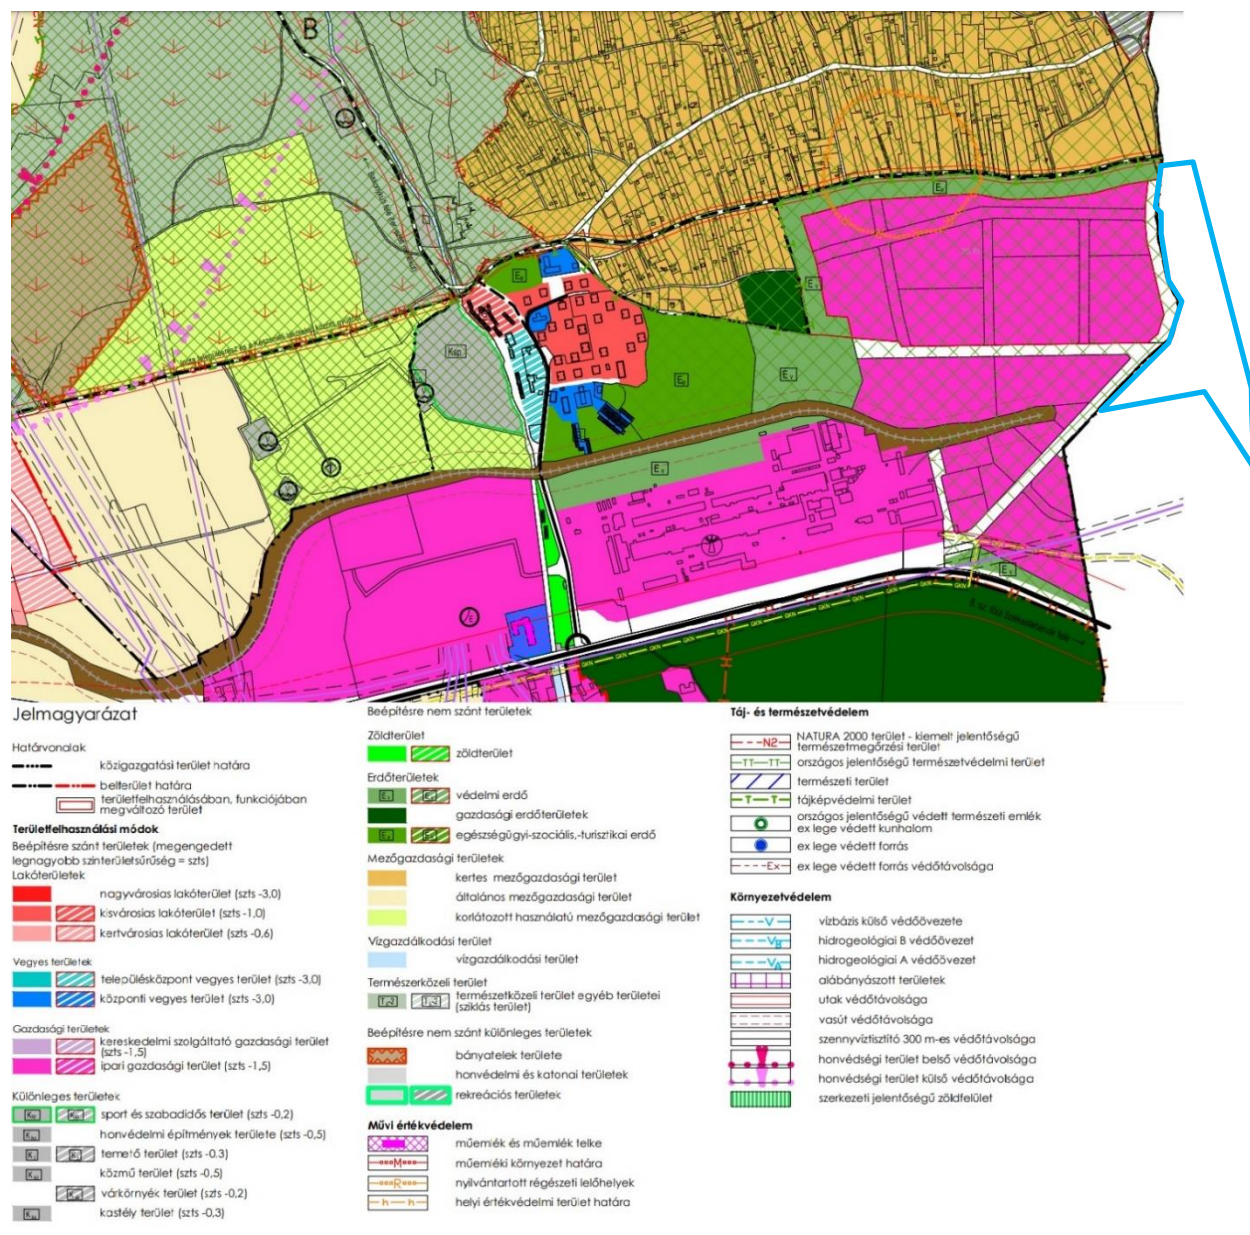 B
Ksp
GKN GKN GKN GKN
Jelmagyarázat
Határvonalak
közigazgatási terület határa
belterület határa
területfelhasználásában, funkciójában
megváltozó terület
Területfelhasználási módok
Beépítésre szánt területek (megengedett
legnagyobb szintterületsűrűség = szts)
Lakóterületek
nagyvárosias lakóterület (szts -3,0)
kisvárosias lakóterület (szts -1,0)
kertvárosias lakóterület (szts -0,6)
Vegyes területek
településközpont vegyes terület (szts -3,0)
központi vegyes terület (szts -3,0)
Gazdasági területek
kereskedelmi szolgáltató gazdasági terület
(szts -1,5)
ipari gazdasági terület (szts -1,5)
Különleges területek
sport és szabadidős terület (szts -0,2)
honvédelmi építmények területe (szts -0,5)
temető terület (szts -0.3)
közmű terület (szts -0,5)
várkörnyék terület (szts -0,2)
kastély terület (szts -0,3)
Beépítésre nem szánt területek
Zöldterület
zöldterület
Erdőterületek
védelmi erdő
gazdasági erdőterületek
egészségügyi-szociális,-turisztikai erdő
Mezőgazdasági területek
kertes mezőgazdasági terület
általános mezőgazdasági terület
korlátozott használatú mezőgazdasági terület
Vízgazdálkodási terület
vízgazdálkodási terület
Természerközeli terület
természetközeli terület egyéb területei
(sziklás terület)
Beépítésre nem szánt különleges területek
bányatelek területe
honvédelmi és katonai területek
rekreációs területek
Művi értékvédelem
műemlék és műemlék telke
M műemléki környezet határa
R nyilvántartott régészeti lelőhelyek
h h helyi értékvédelmi terület határa
Táj- és természetvédelem
N2 NATURA 2000 terület - kiemelt jelentőségű
természetmegőrzési terület
TT TT országos jelentőségű természetvédelmi terület
természeti terület
T T tájképvédelmi terület
országos jelentőségű védett természeti emlék
ex lege védett kunhalom
ex lege védett forrás
Ex ex lege védett forrás védőtávolsága
Környezetvédelem
V vízbázis külső védőövezete
VB hidrogeológiai B védőövezet
VA hidrogeológiai A védőövezet
alábányászott területek
utak védőtávolsága
vasút védőtávolsága
szennyvíztisztító 300 m-es védőtávolsága
honvédségi terület belső védőtávolsága
honvédségi terület külső védőtávolsága
szerkezeti jelentőségű zöldfelület